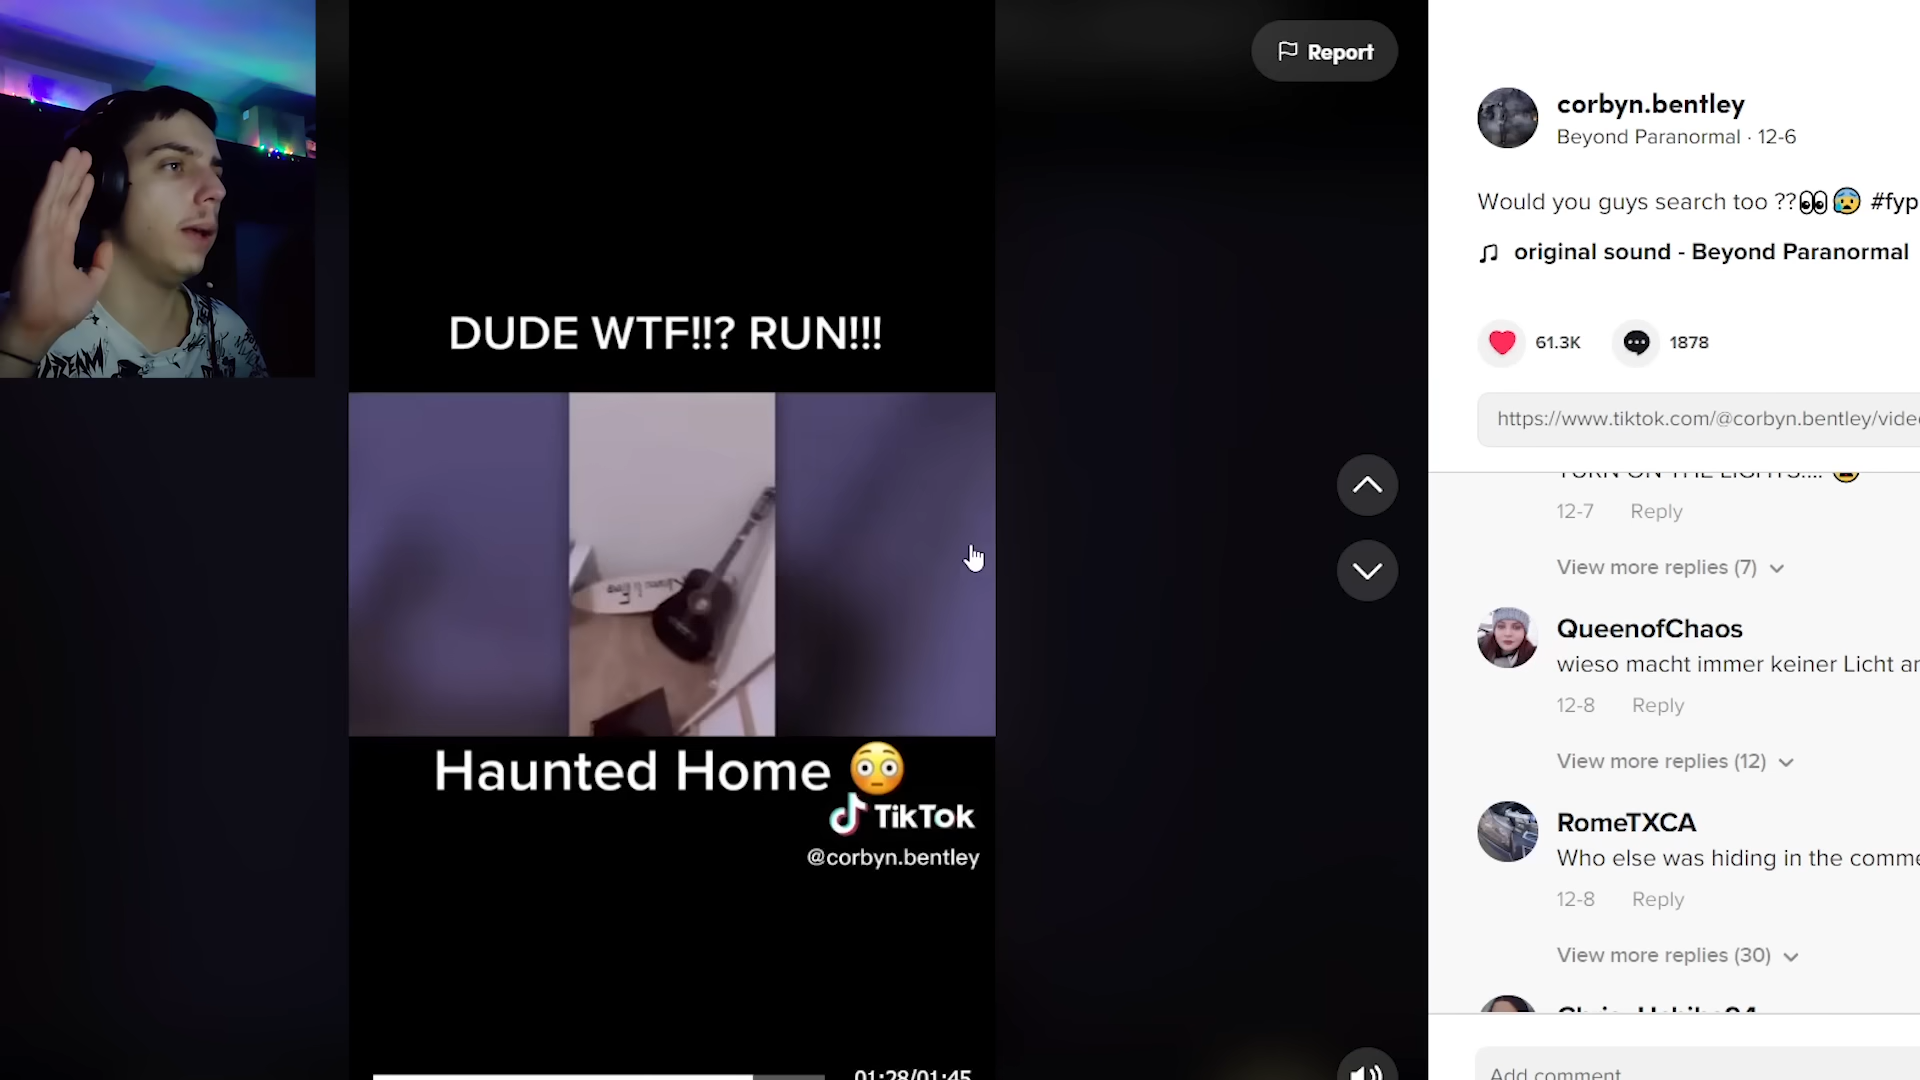 Report
corbyn.bentley
Beyond Paranormal · 12-6
Would you guys search too ??👀😰 #fyp
original sound - Beyond Paranormal
61.3K
1878
https://www.tiktok.com/@corbyn.bentley/vide
DUDE WTF!!? RUN!!!
Haunted Home 😳
TikTok
@corbyn.bentley
01:28/01:45
TURN ON THE LIGHTS....
12-7 Reply
View more replies (7)
QueenofChaos
wieso macht immer keiner Licht an
12-8 Reply
View more replies (12)
RomeTXCA
Who else was hiding in the comme
12-8 Reply
View more replies (30)
Add comment